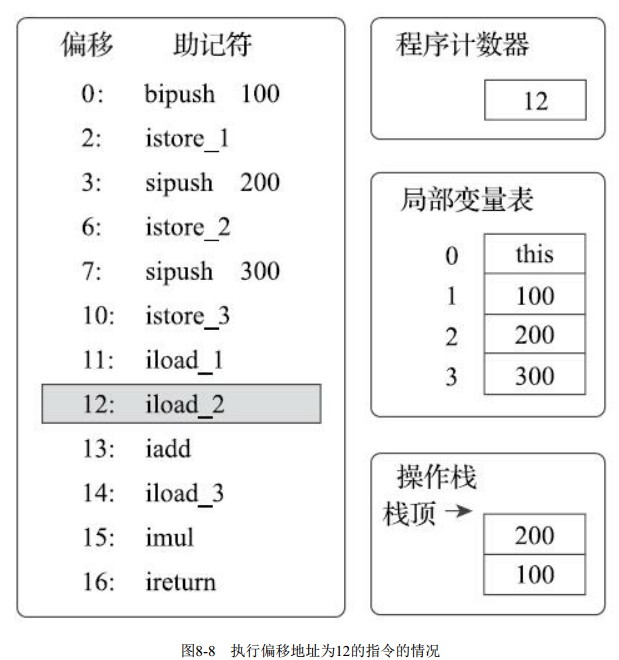 偏移 助记符
0: bipush 100
2: istore_1
3: sipush 200
6: istore_2
7: sipush 300
10: istore_3
11: iload_1
12: iload_2
13: iadd
14: iload_3
15: imul
16: ireturn
程序计数器
12
局部变量表
0 this
1 100
2 200
3 300
操作栈
栈顶
200
100
图8-8 执行偏移地址为12的指令的情况